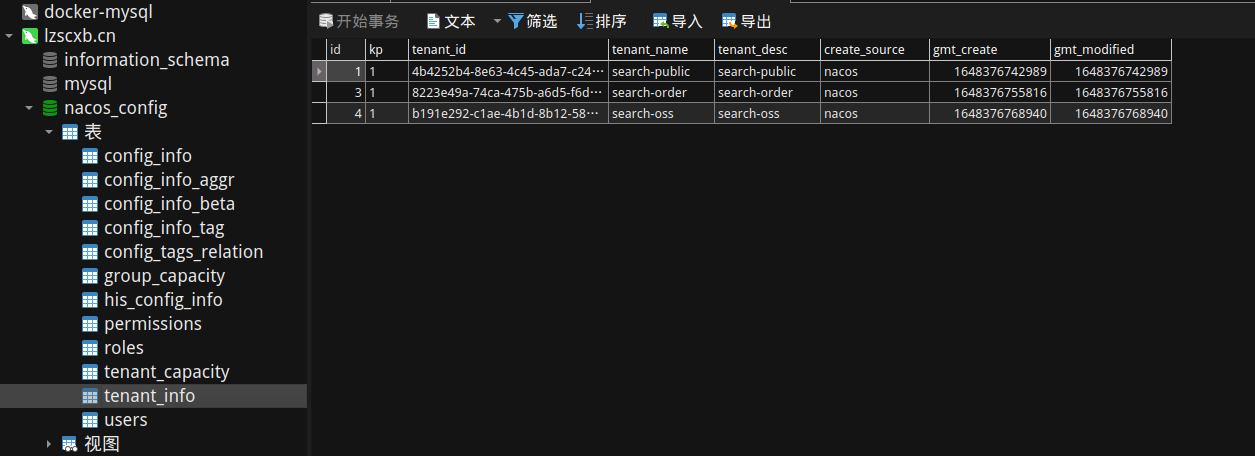 docker-mysql
lzscxb.cn
information_schema
mysql
nacos_config
表
config_info
config_info_aggr
config_info_beta
config_info_tag
config_tags_relation
group_capacity
his_config_info
permissions
roles
tenant_capacity
tenant_info
users
视图
开始事务 文本 筛选 排序 导入 导出
id kp tenant_id tenant_name tenant_desc create_source gmt_create gmt_modified
1 1 4b4252b4-8e63-4c45-ada7-c24··· search-public search-public nacos 1648376742989 1648376742989
3 1 8223e49a-74ca-475b-a6d5-f6d··· search-order search-order nacos 1648376755816 1648376755816
4 1 b191e292-c1ae-4b1d-8b12-58··· search-oss search-oss nacos 1648376768940 1648376768940